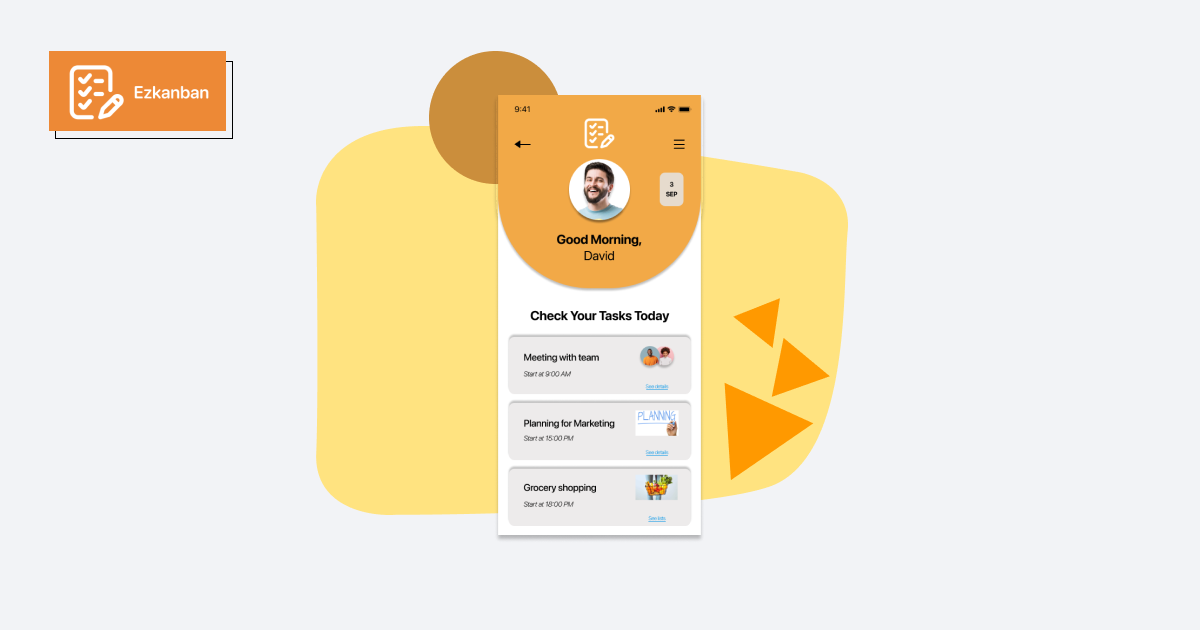 Ezkanban
9:41
3
SEP
Good Morning,
David
Check Your Tasks Today
Meeting with team
Start at 9:00 AM
See details
Planning for Marketing
Start at 15:00 PM
PLANNING
See details
Grocery shopping
Start at 18:00 PM
See lists